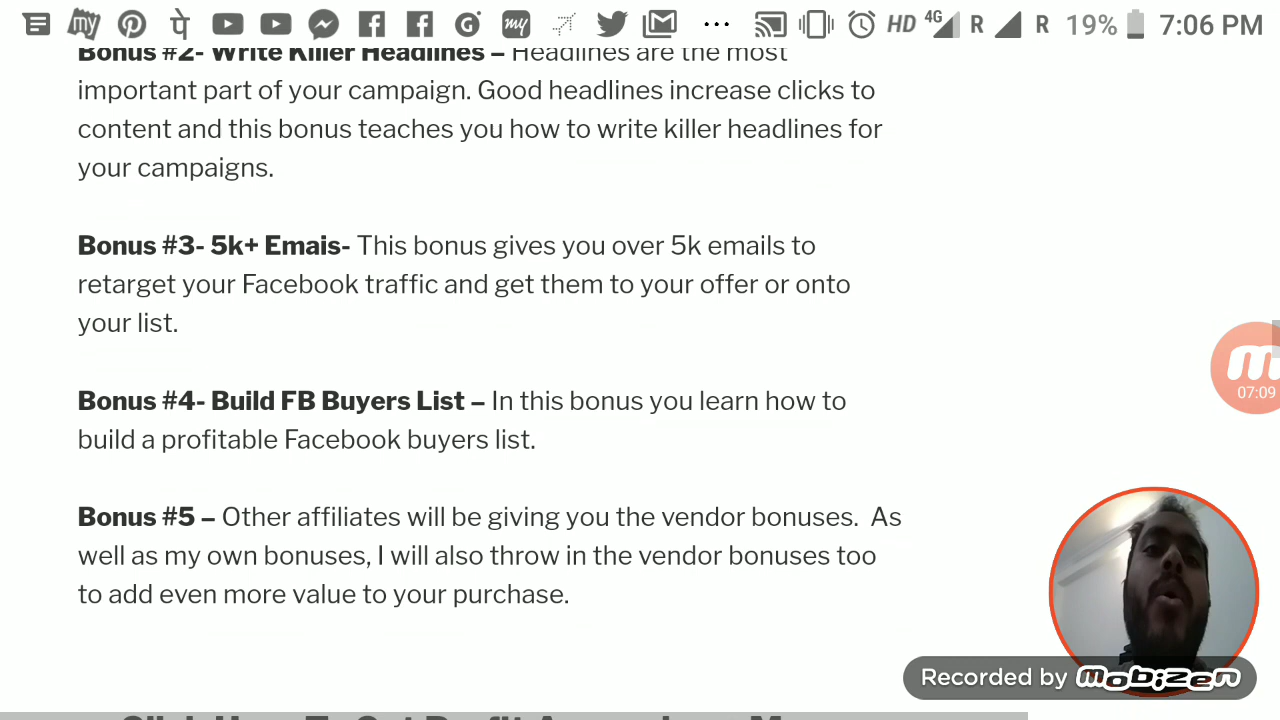 my my HD 4G R R 19% 7:06 PM
Bonus #2- Write Killer Headlines – Headlines are the most
important part of your campaign. Good headlines increase clicks to
content and this bonus teaches you how to write killer headlines for
your campaigns.
Bonus #3- 5k+ Emais- This bonus gives you over 5k emails to
retarget your Facebook traffic and get them to your offer or onto
your list.
07:09
Bonus #4- Build FB Buyers List – In this bonus you learn how to
build a profitable Facebook buyers list.
Bonus #5 – Other affiliates will be giving you the vendor bonuses. As
well as my own bonuses, I will also throw in the vendor bonuses too
to add even more value to your purchase.
Recorded by mobizen